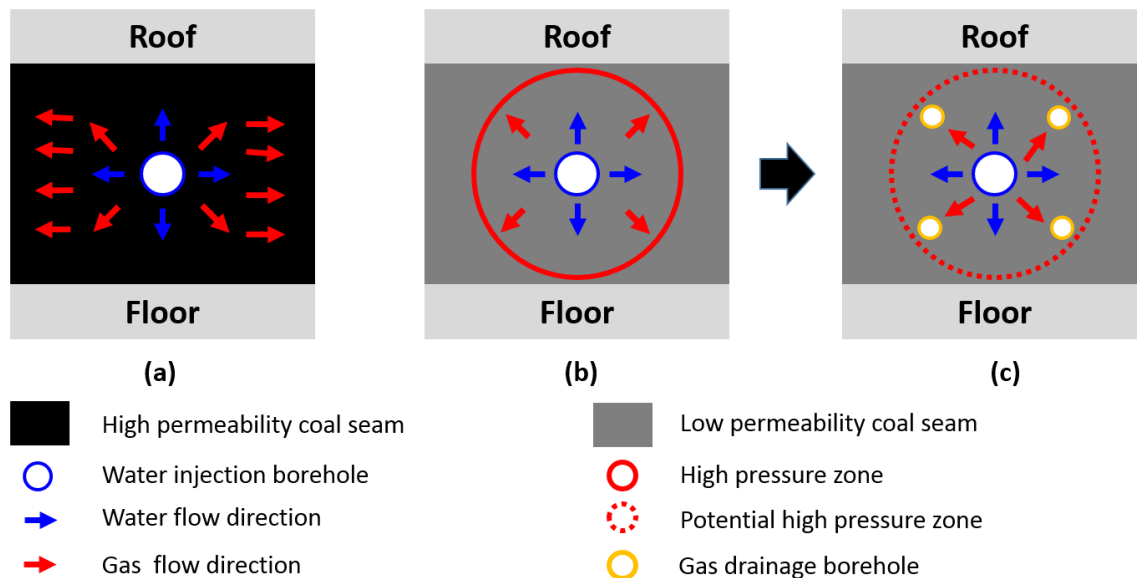 Roof Roof Roof
Floor Floor Floor
(a) (b) (c)
High permeability coal seam Low permeability coal seam
Water injection borehole High pressure zone
Water flow direction Potential high pressure zone
Gas flow direction Gas drainage borehole